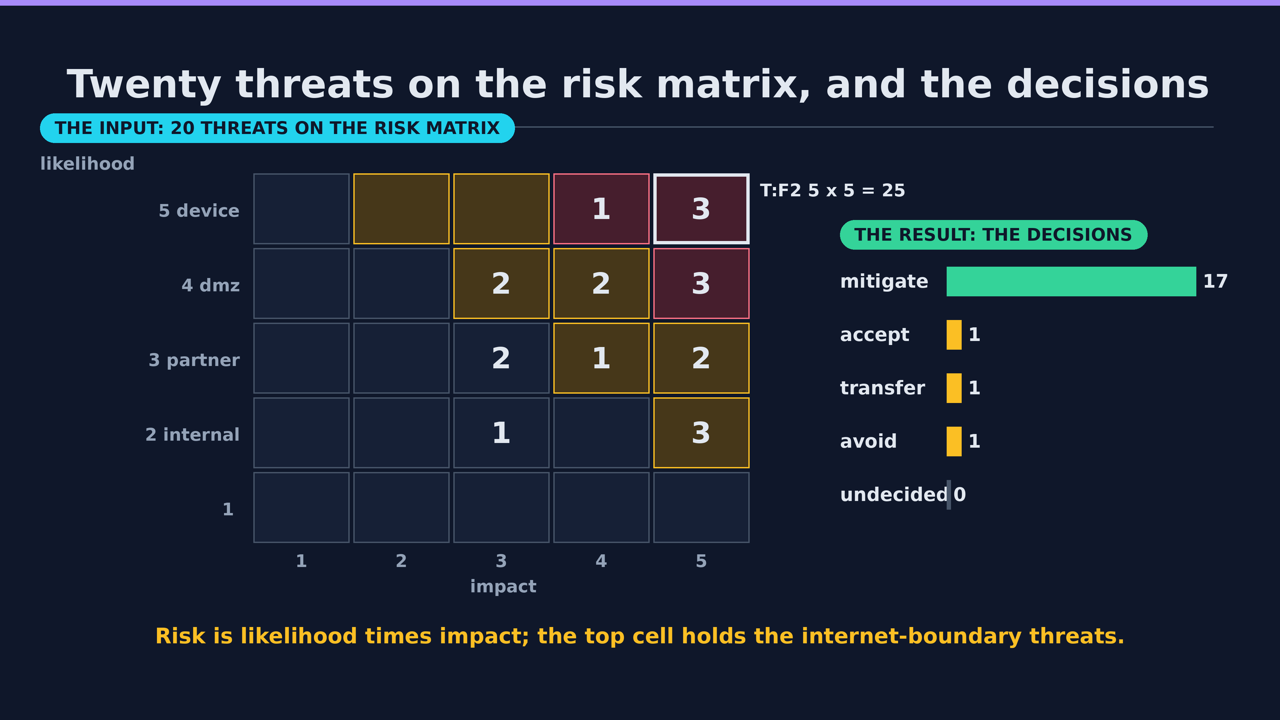 Twenty threats on the risk matrix, and the decisions
THE INPUT: 20 THREATS ON THE RISK MATRIX
likelihood
5 device 1 3 T:F2 5 x 5 = 25
4 dmz 2 2 3
3 partner 2 1 2
2 internal 1 3
1
1 2 3 4 5
impact
THE RESULT: THE DECISIONS
mitigate 17
accept 1
transfer 1
avoid 1
undecided 0
Risk is likelihood times impact; the top cell holds the internet-boundary threats.